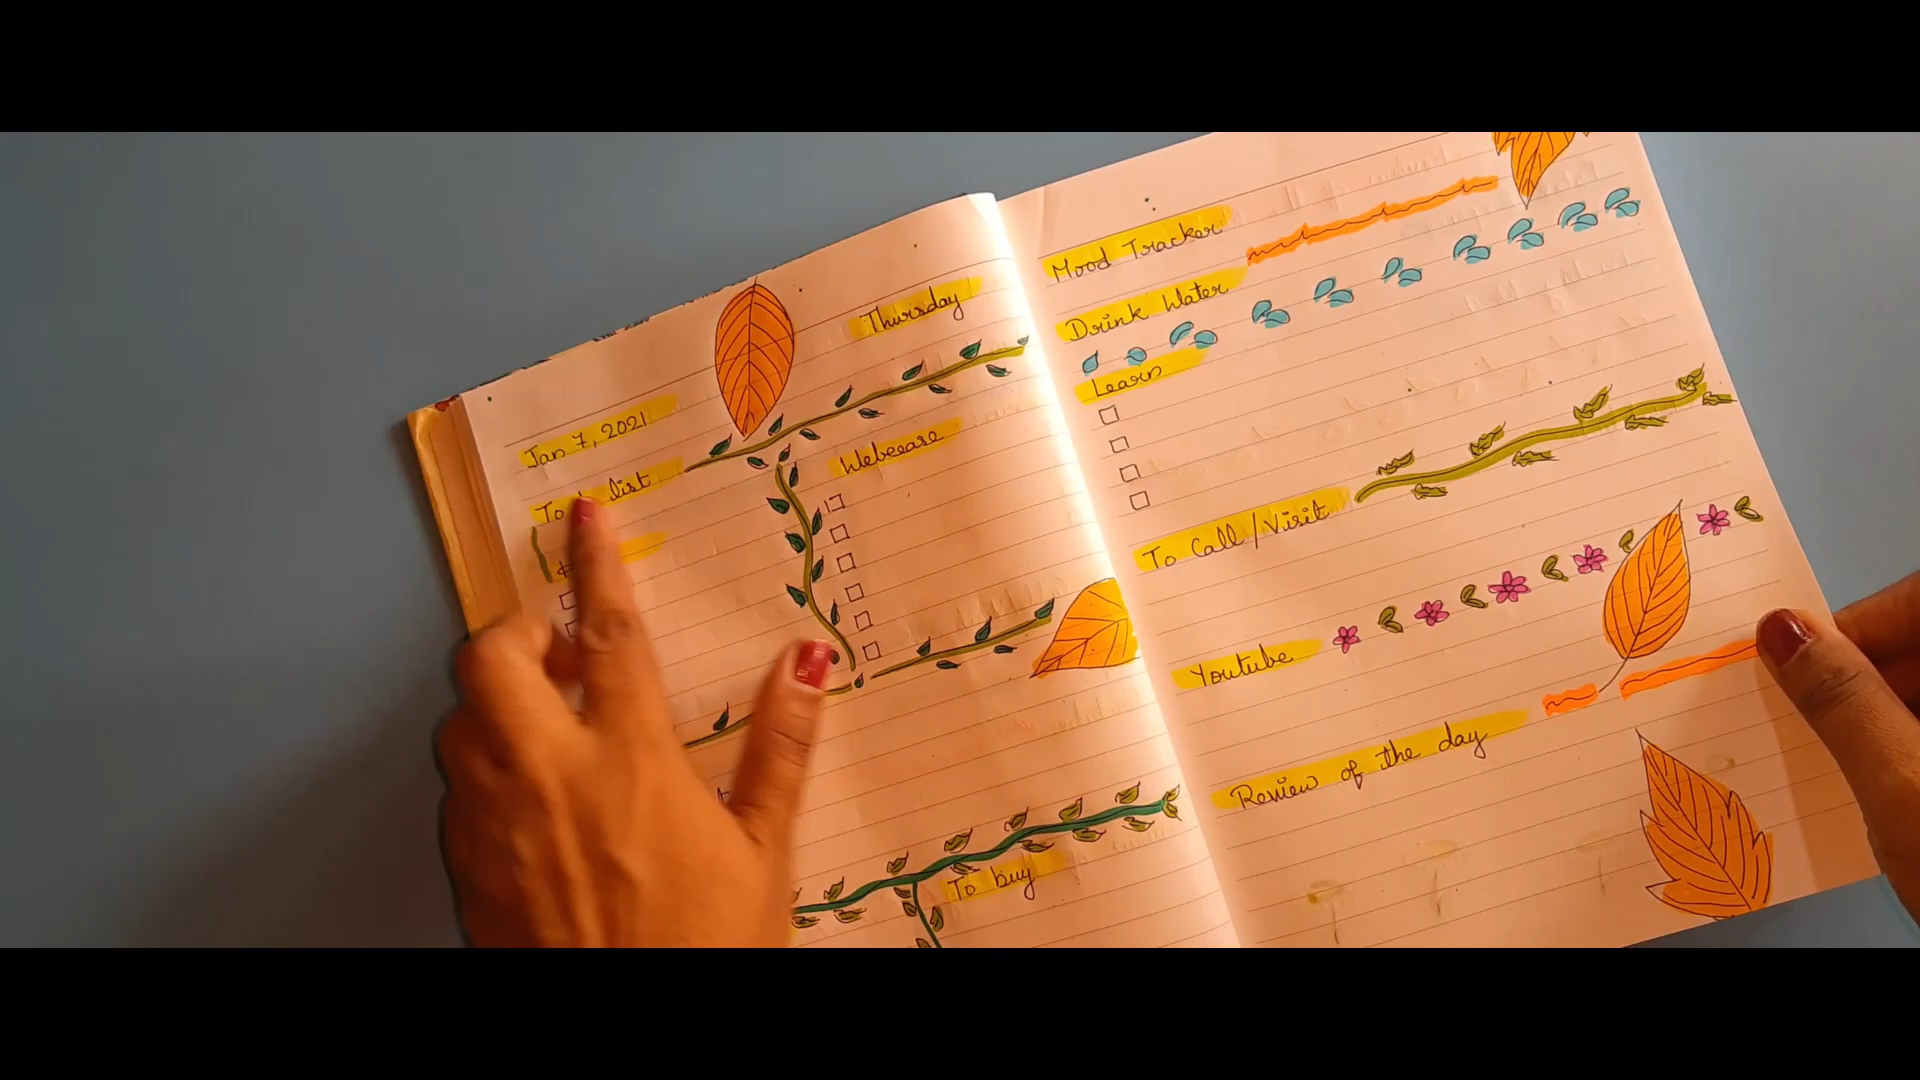 Thursday
Jan 7, 2021
To list
Webeease
To buy
Mood Tracker
Drink Water
Learn
To Call/Visit
Youtube
Review of the day